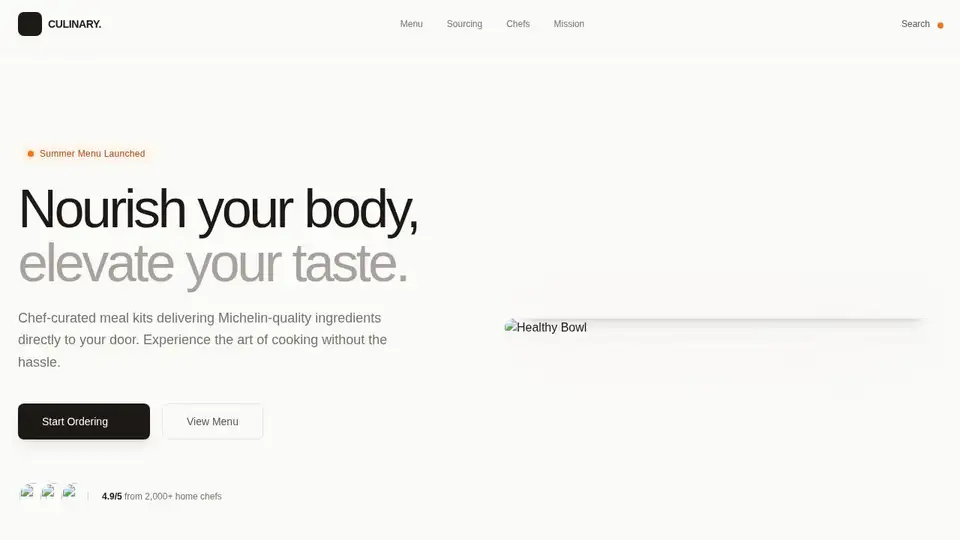 CULINARY.
Menu
Sourcing
Chefs
Mission
Search
Summer Menu Launched
Nourish your body,
elevate your taste.
Chef-curated meal kits delivering Michelin-quality ingredients
directly to your door. Experience the art of cooking without the
hassle.
Healthy Bowl
Start Ordering
View Menu
4.9/5 from 2,000+ home chefs